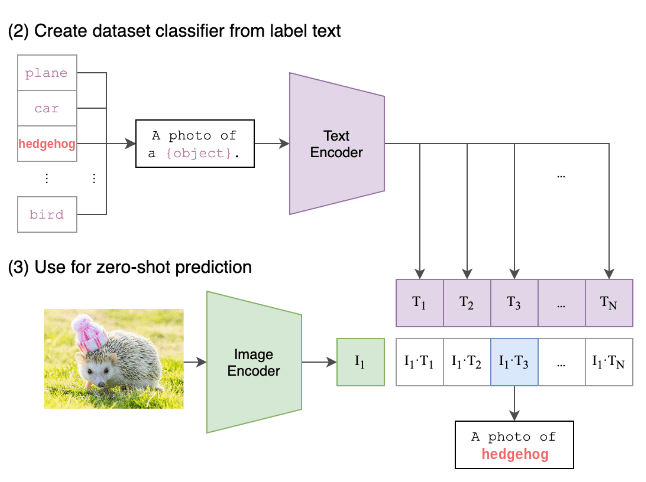 (2) Create dataset classifier from label text
plane
car
hedgehog
⋮ ⋮
bird
A photo of
a {object}.
Text
Encoder
...
(3) Use for zero-shot prediction
Image
Encoder
I₁
T₁ T₂ T₃ ... T_N
I₁·T₁ I₁·T₂ I₁·T₃ ... I₁·T_N
A photo of
hedgehog